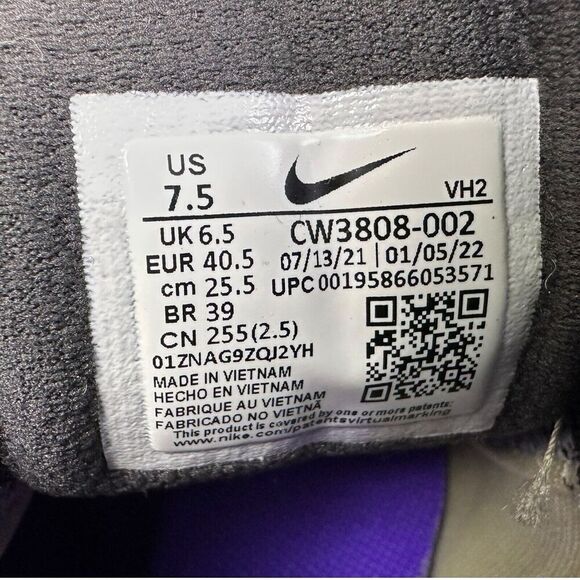 US
7.5
VH2
UK 6.5
CW3808-002
EUR 40.5
07/13/21 | 01/05/22
cm 25.5
UPC 00195866053571
BR 39
CN 255(2.5)
01ZNAG9ZQJ2YH
MADE IN VIETNAM
HECHO EN VIETNAM
FABRIQUE AU VIETNAM
FABRICADO NO VIETNÃ
This product is covered by one or more patents:
www.nike.com/patentsvirtualmarking